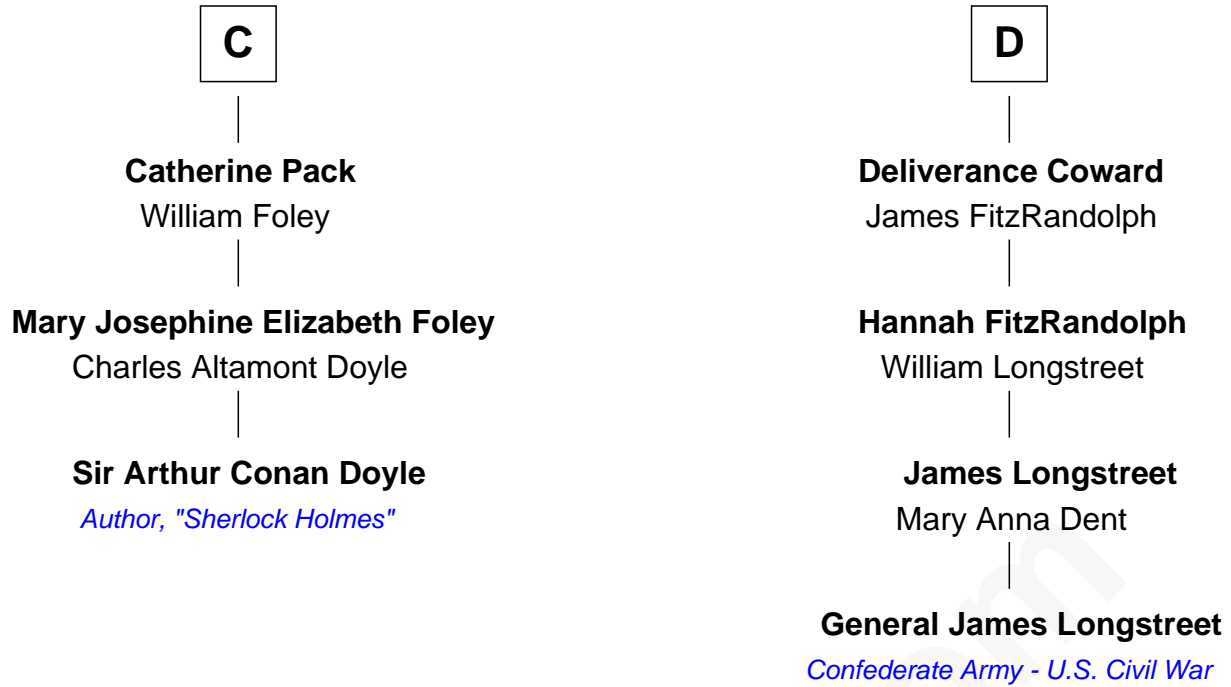 C
Catherine Pack
William Foley
Mary Josephine Elizabeth Foley
Charles Altamont Doyle
Sir Arthur Conan Doyle
Author, "Sherlock Holmes"
D
Deliverance Coward
James FitzRandolph
Hannah FitzRandolph
William Longstreet
James Longstreet
Mary Anna Dent
General James Longstreet
Confederate Army - U.S. Civil War